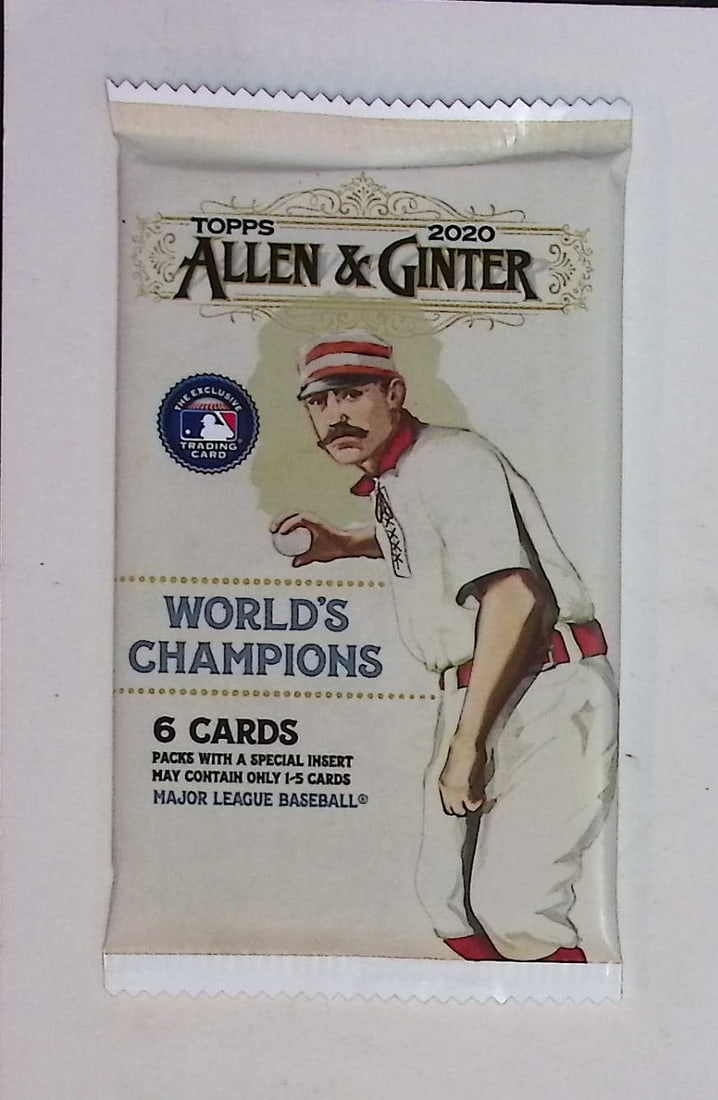 TOPPS 2020
ALLEN & GINTER
THE EXCLUSIVE
TRADING
CARD
WORLD'S
CHAMPIONS
6 CARDS
PACKS WITH A SPECIAL INSERT
MAY CONTAIN ONLY 1-5 CARDS
MAJOR LEAGUE BASEBALL®